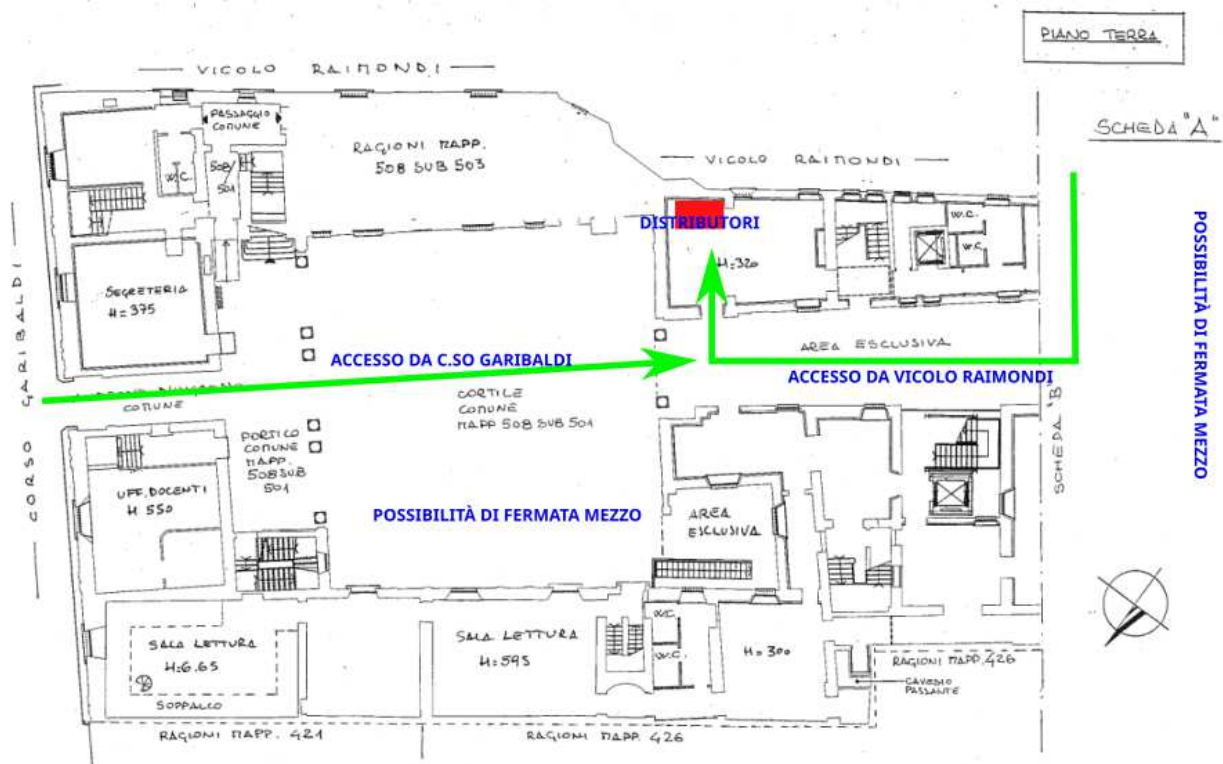 PIANO TERRA
SCHEDA "A"
VICOLO RAIMONDI
PASSAGGIO
COMUNE
RAGIONI MAPP.
508 SUB 503
508/
501
W.C.
VICOLO RAIMONDI
DISTRIBUTORI
H=320
W.C.
W.C.
POSSIBILITÀ DI FERMATA MEZZO
SEGRETERIA
H=375
CORSO GARIBALDI
ACCESSO DA C.SO GARIBALDI
AREA ESCLUSIVA
ACCESSO DA VICOLO RAIMONDI
COMUNE
CORTILE
COMUNE
MAPP 508 SUB 501
PORTICO
COMUNE
MAPP.
508 SUB
501
SCHEDA "B"
UFF. DOCENTI
H 550
POSSIBILITÀ DI FERMATA MEZZO
AREA
ESCLUSIVA
SALA LETTURA
H=6.65
SOPPALCO
SALA LETTURA
H=595
W.C.
W.C.
H=300
RAGIONI MAPP. 426
CAVEDIO
PASSANTE
RAGIONI MAPP. 421
RAGIONI MAPP. 426